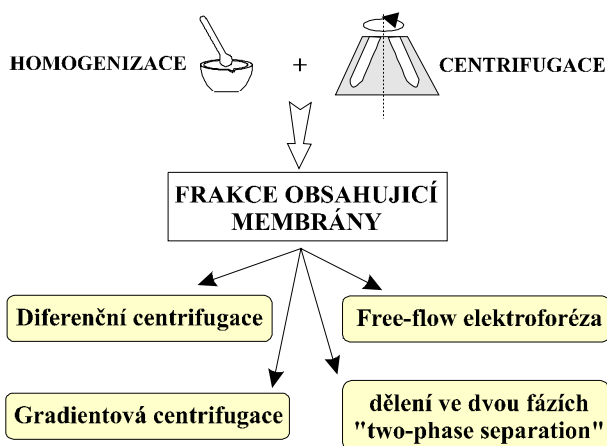 HOMOGENIZACE
+
CENTRIFUGACE
FRAKCE OBSAHUJICÍ
MEMBRÁNY
Diferenční centrifugace
Free-flow elektroforéza
Gradientová centrifugace
dělení ve dvou fázích
"two-phase separation"